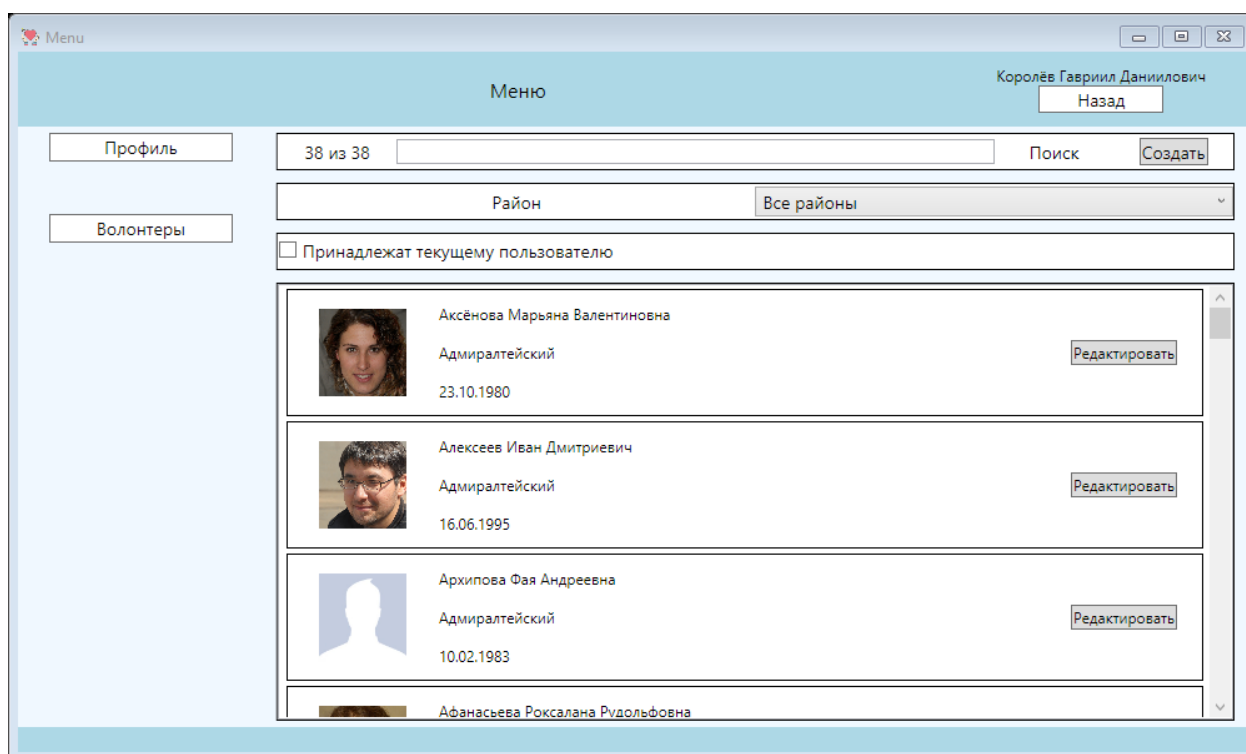 Menu
Меню
Королёв Гавриил Даниилович
Назад
Профиль
Волонтеры
38 из 38
Поиск
Создать
Район
Все районы
Принадлежат текущему пользователю
Аксёнова Марьяна Валентиновна
Адмиралтейский
Редактировать
23.10.1980
Алексеев Иван Дмитриевич
Адмиралтейский
Редактировать
16.06.1995
Архипова Фая Андреевна
Адмиралтейский
Редактировать
10.02.1983
Афанасьева Роксалана Рудольфовна